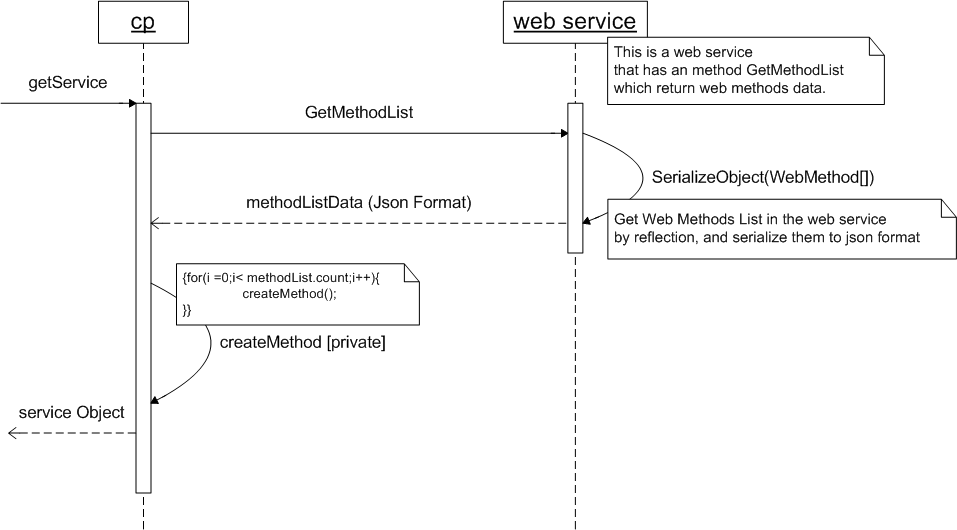 cp
web service
This is a web service
that has an method GetMethodList
which return web methods data.
getService
GetMethodList
SerializeObject(WebMethod[])
methodListData (Json Format)
Get Web Methods List in the web service
by reflection, and serialize them to json format
{for(i =0;i< methodList.count;i++){
createMethod();
}}
createMethod [private]
service Object